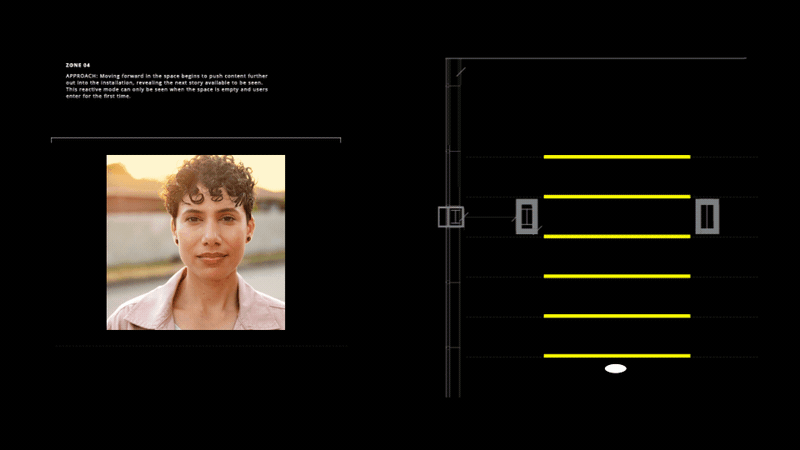 ZONE 04
APPROACH: Moving forward in the space begins to push content further
out into the installation, revealing the next story available to be seen.
This reactive mode can only be seen when the space is empty and users
enter for the first time.